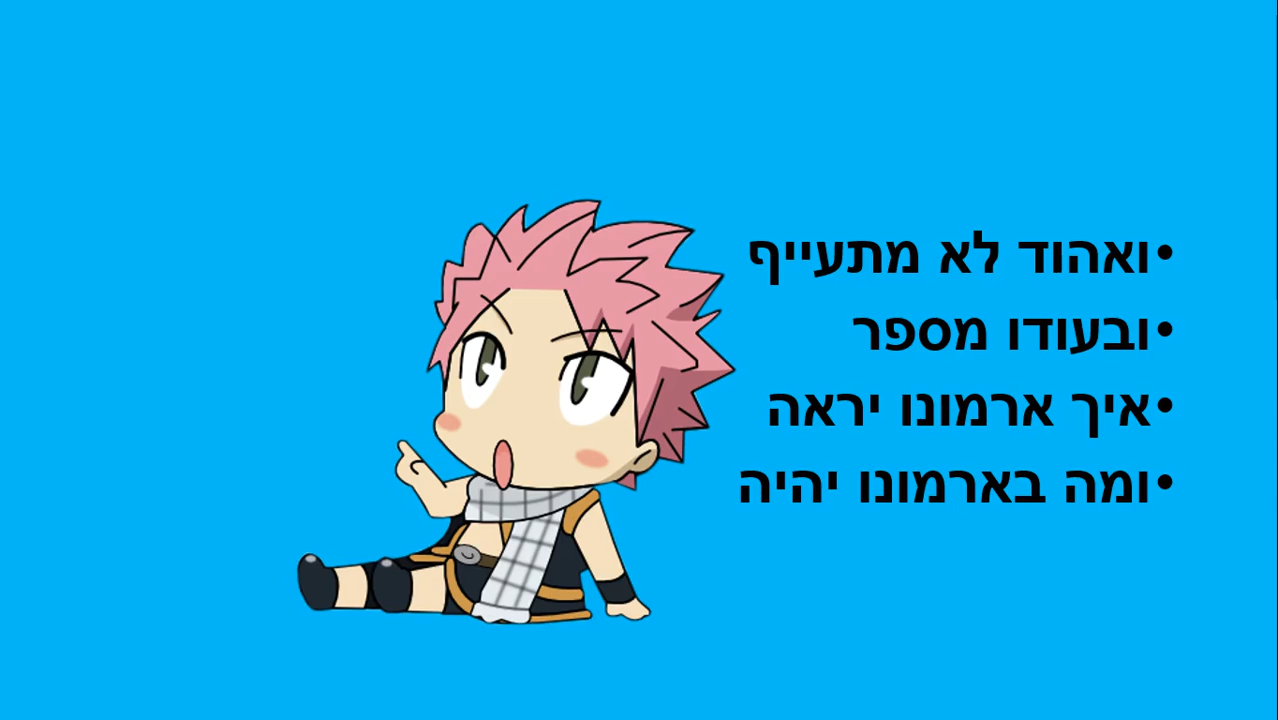 •ואהוד לא מתעייף
•ובעודו מספר
•איך ארמונו יראה
•ומה בארמונו יהיה